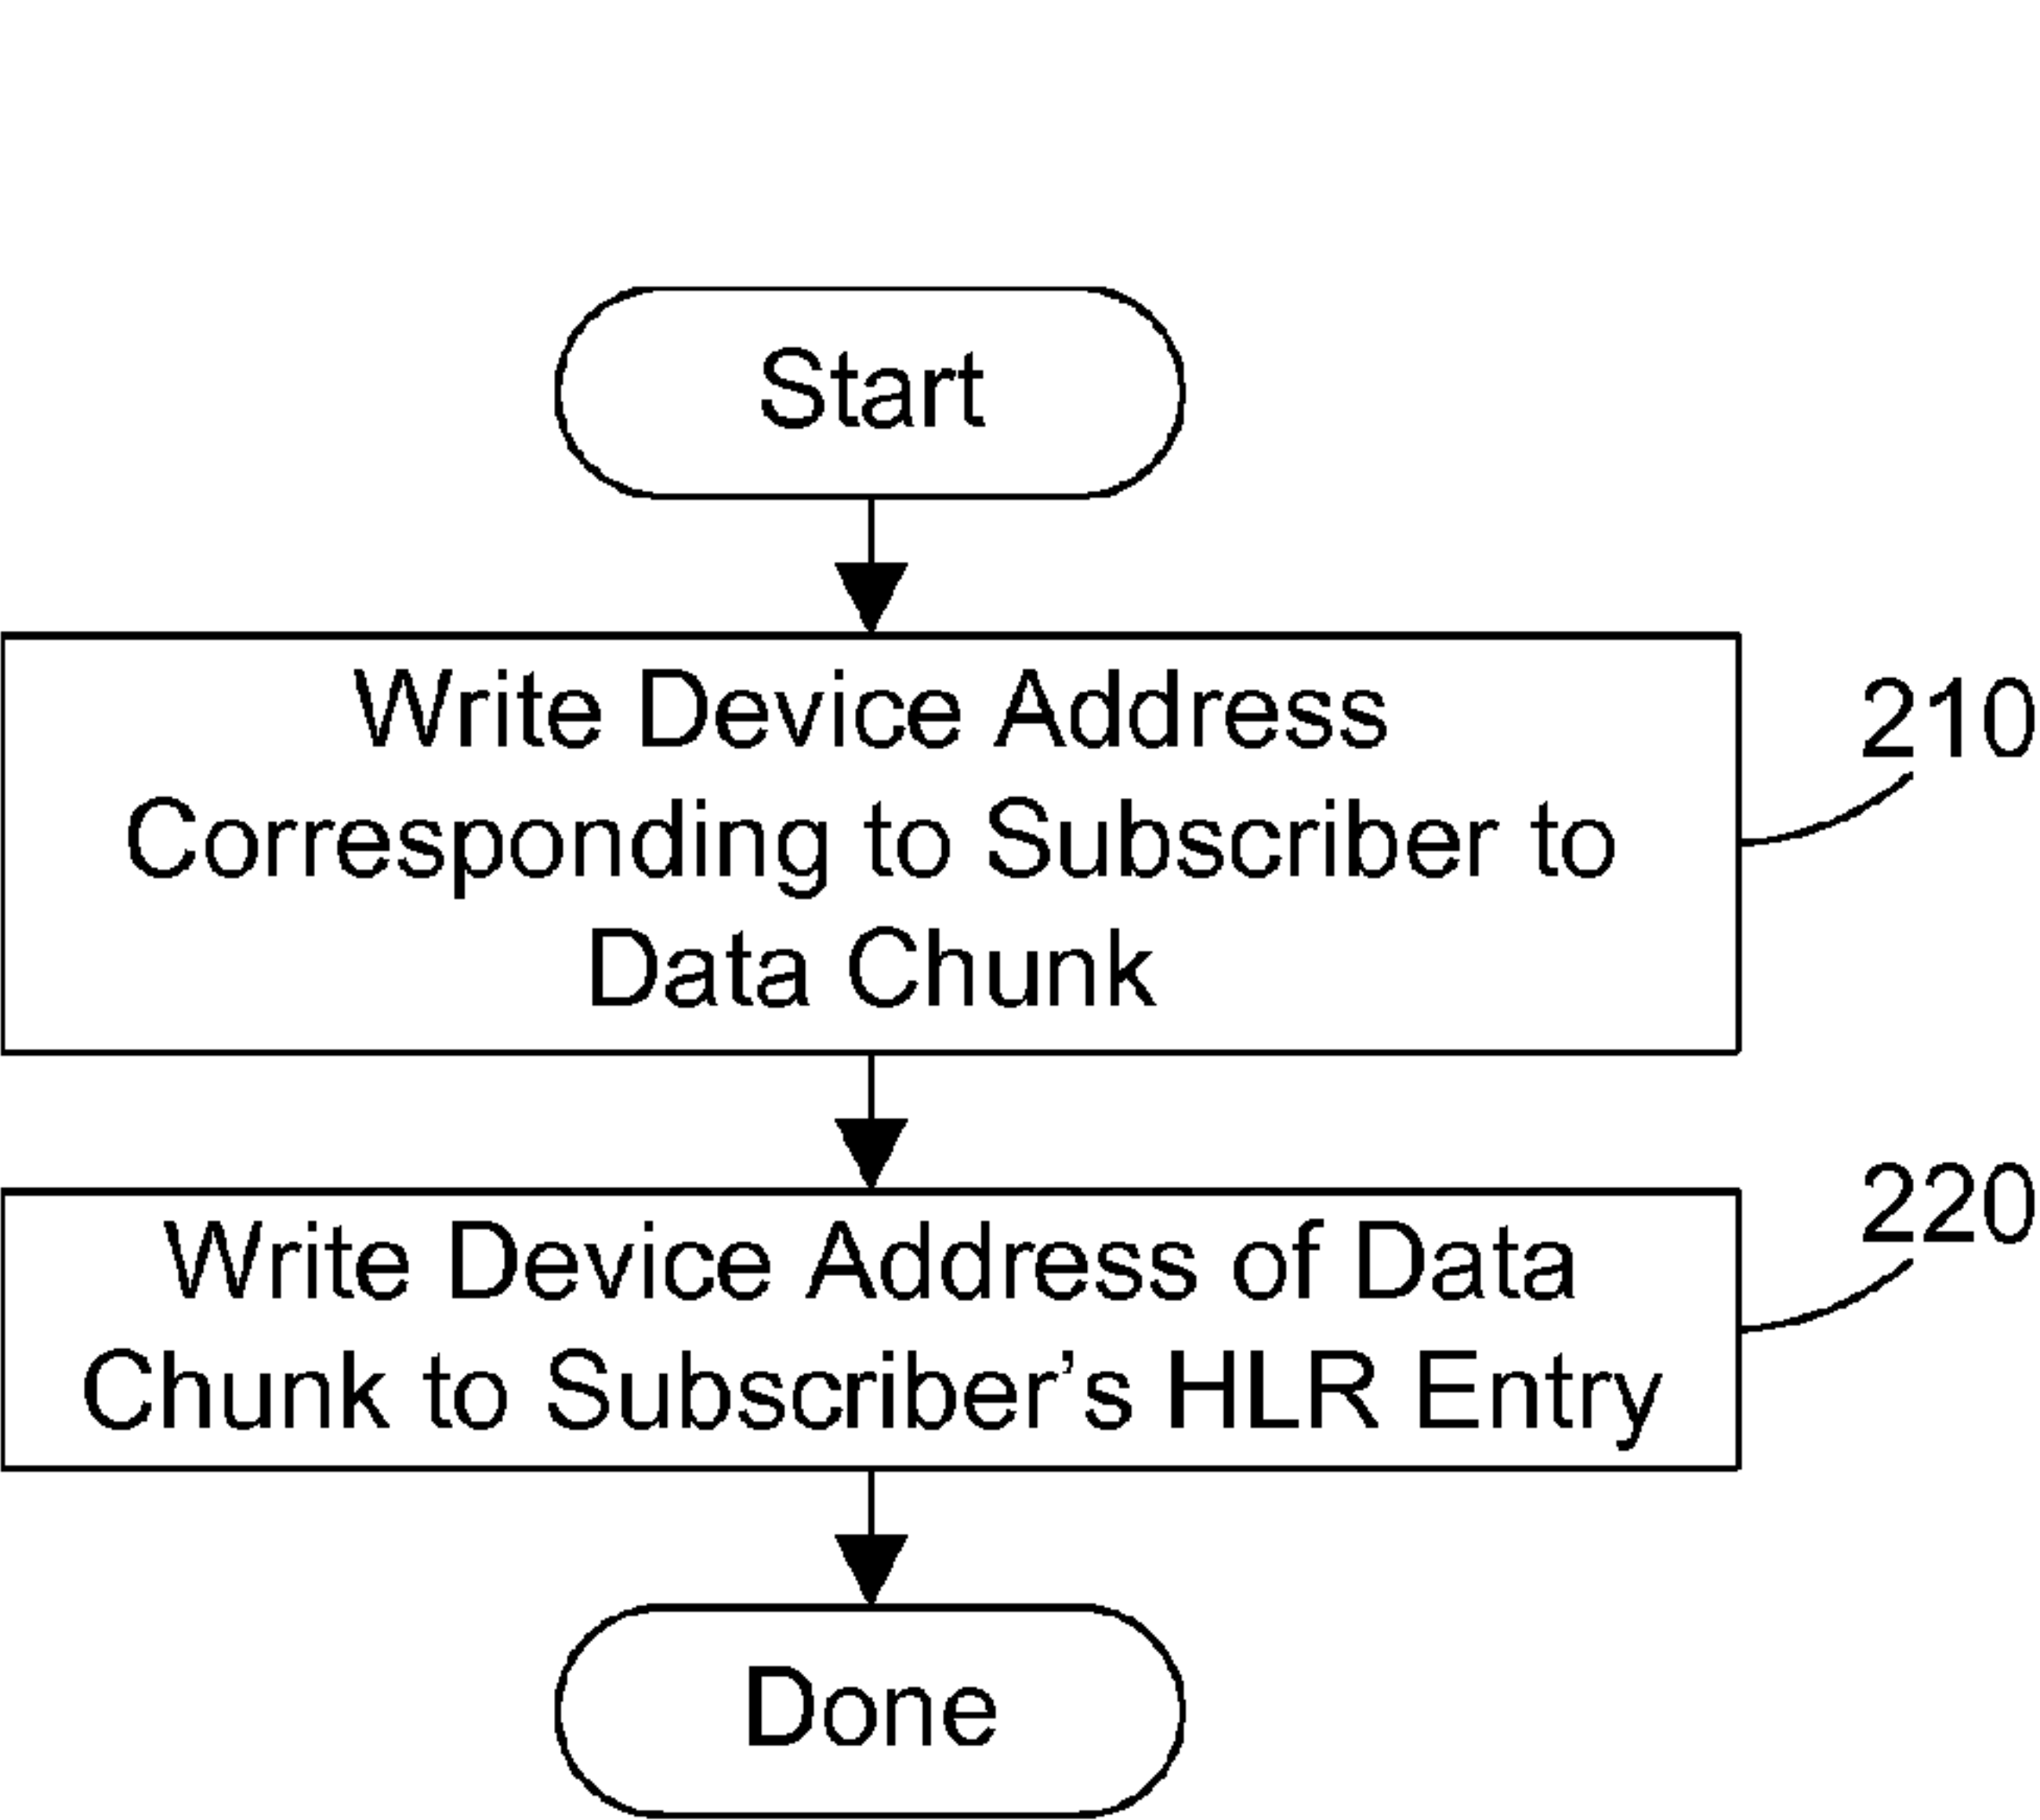 Start
Write Device Address
Corresponding to Subscriber to
Data Chunk
210
Write Device Address of Data
Chunk to Subscriber’s HLR Entry
220
Done